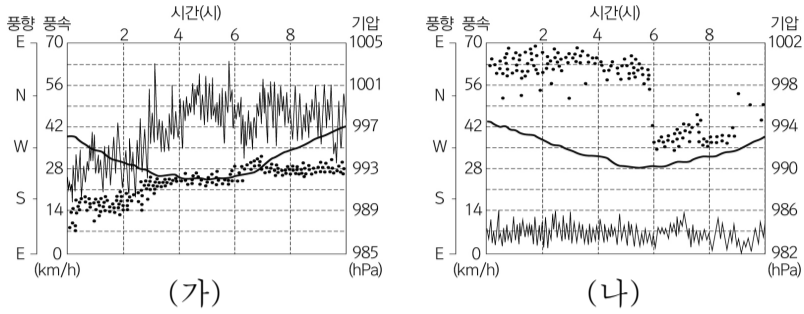 시간(시)
풍향 풍속 기압
E 70 2 4 6 8 1005
56 1001
N
42 997
W
28 993
S
14 989
E 0 985
(km/h) (hPa)
(가)
시간(시)
풍향 풍속 기압
E 70 2 4 6 8 1002
56 998
N
42 994
W
28 990
S
14 986
E 0 982
(km/h) (hPa)
(나)